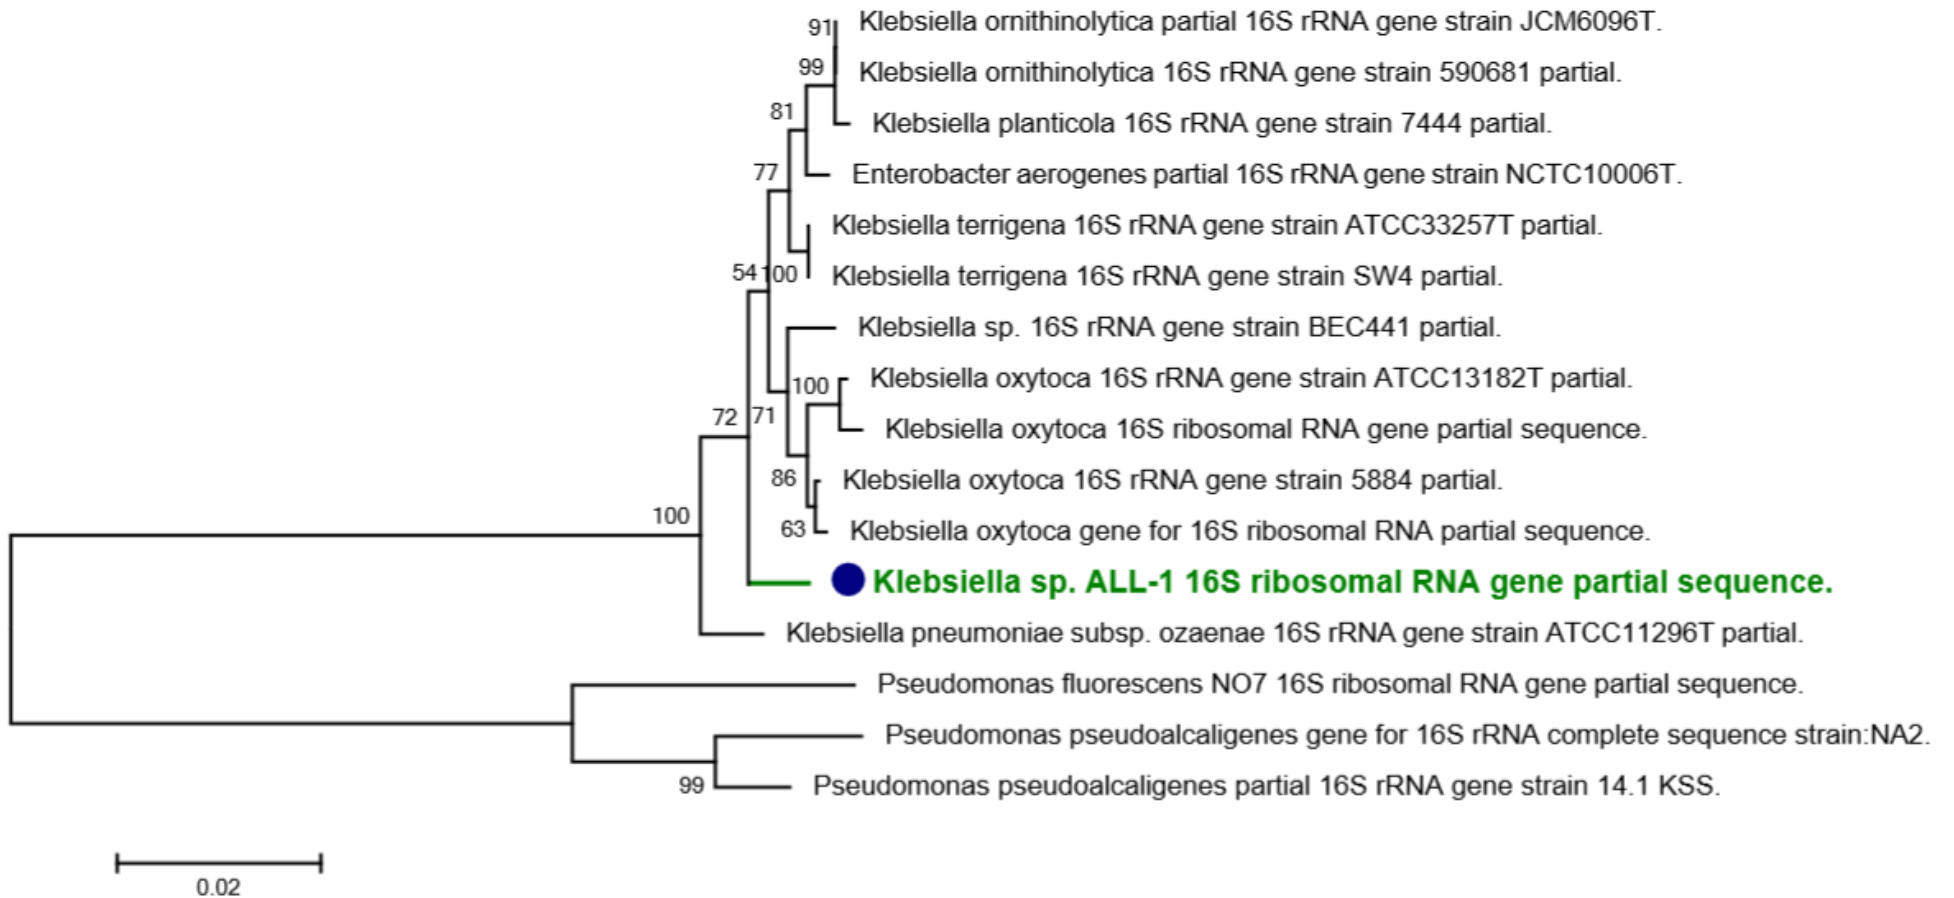 91 Klebsiella ornithinolytica partial 16S rRNA gene strain JCM6096T.
99 Klebsiella ornithinolytica 16S rRNA gene strain 590681 partial.
81 Klebsiella planticola 16S rRNA gene strain 7444 partial.
77 Enterobacter aerogenes partial 16S rRNA gene strain NCTC10006T.
Klebsiella terrigena 16S rRNA gene strain ATCC33257T partial.
54 100 Klebsiella terrigena 16S rRNA gene strain SW4 partial.
Klebsiella sp. 16S rRNA gene strain BEC441 partial.
100 Klebsiella oxytoca 16S rRNA gene strain ATCC13182T partial.
72 71 Klebsiella oxytoca 16S ribosomal RNA gene partial sequence.
86 Klebsiella oxytoca 16S rRNA gene strain 5884 partial.
100 63 Klebsiella oxytoca gene for 16S ribosomal RNA partial sequence.
Klebsiella sp. ALL-1 16S ribosomal RNA gene partial sequence.
Klebsiella pneumoniae subsp. ozaenae 16S rRNA gene strain ATCC11296T partial.
Pseudomonas fluorescens NO7 16S ribosomal RNA gene partial sequence.
Pseudomonas pseudoalcaligenes gene for 16S rRNA complete sequence strain:NA2.
99 Pseudomonas pseudoalcaligenes partial 16S rRNA gene strain 14.1 KSS.
0.02